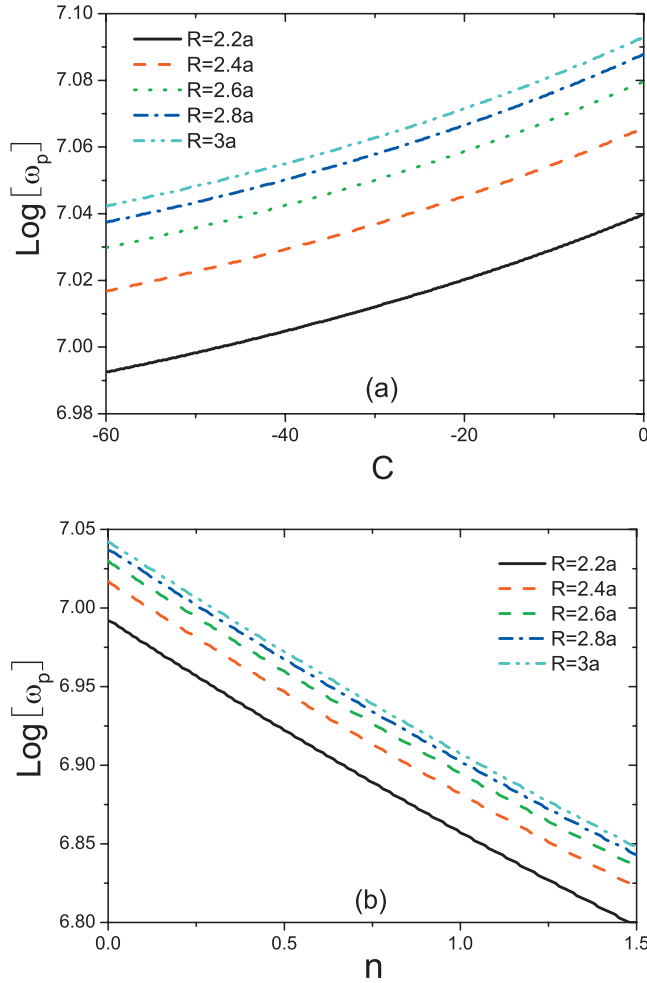 7.10
R=2.2a
R=2.4a
R=2.6a
R=2.8a
R=3a
7.08
7.06
7.04
7.02
7.00
6.98
Log [ωp]
(a)
-60
-40
-20
0
C
7.05
R=2.2a
R=2.4a
R=2.6a
R=2.8a
R=3a
7.00
6.95
6.90
6.85
6.80
Log [ωp]
(b)
0.0
0.5
1.0
1.5
n